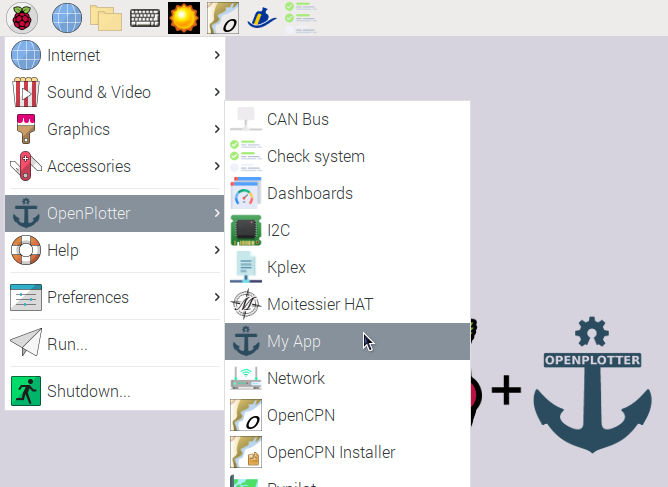 Internet
Sound & Video
Graphics
Accessories
OpenPlotter
Help
Preferences
Run...
Shutdown...
CAN Bus
Check system
Dashboards
I2C
Kplex
Moitessier HAT
My App
Network
OpenCPN
OpenCPN Installer
Pypilot
+
OPENPLOTTER